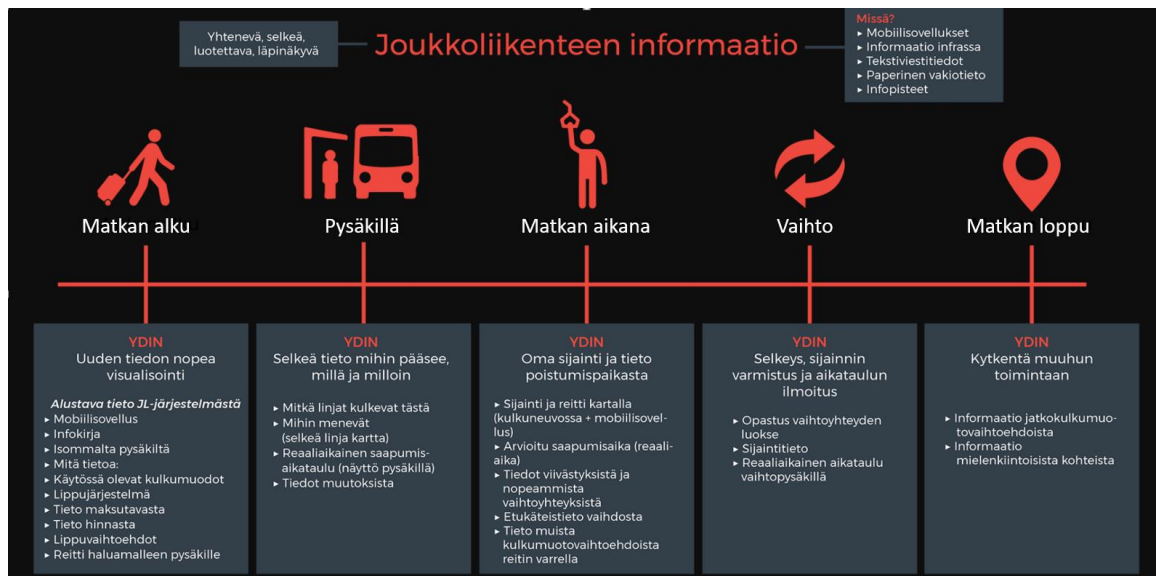 Yhtenevä, selkeä,
luotettava, läpinäkyvä
Joukkoliikenteen informaatio
Missä?
▸ Mobiilisovellukset
▸ Informaatio infrassa
▸ Tekstiviestitiedot
▸ Paperinen vakiotieto
▸ Infopisteet
Matkan alku
Pysäkillä
Matkan aikana
Vaihto
Matkan loppu
YDIN
Uuden tiedon nopea
visualisointi
Alustava tieto JL-järjestelmästä
▸ Mobiilisovellus
▸ Infokirja
▸ Isommalta pysäkiltä
▸ Mitä tietoa:
▸ Käytössä olevat kulkumuodot
▸ Lippujärjestelmä
▸ Tieto maksutavasta
▸ Tieto hinnasta
▸ Lippuvaihtoehdot
▸ Reitti haluamalleen pysäkille
YDIN
Selkeä tieto mihin pääsee,
millä ja milloin
▸ Mitkä linjat kulkevat tästä
▸ Mihin menevät
(selkeä linja kartta)
▸ Reaaliaikainen saapumis-
aikataulu (näyttö pysäkillä)
▸ Tiedot muutoksista
YDIN
Oma sijainti ja tieto
poistumispaikasta
▸ Sijainti ja reitti kartalla
(kulkuneuvossa + mobiilisovel-
lus)
▸ Arvioitu saapumisaika (reaali-
aika)
▸ Tiedot viivästyksistä ja
nopeammista
vaihtoyhteyksistä
▸ Etukäteistieto vaihdosta
▸ Tieto muista
kulkumuotovaihtoehdoista
reitin varrella
YDIN
Selkeys, sijainnin
varmistus ja aikataulun
ilmoitus
▸ Opastus vaihtoyhteyden
luokse
▸ Sijaintitieto
▸ Reaaliaikainen aikataulu
vaihtopysäkillä
YDIN
Kytkentä muuhun
toimintaan
▸ Informaatio jatkokulkumuo-
tovaihtoehdoista
▸ Informaatio
mielenkiintoisista kohteista